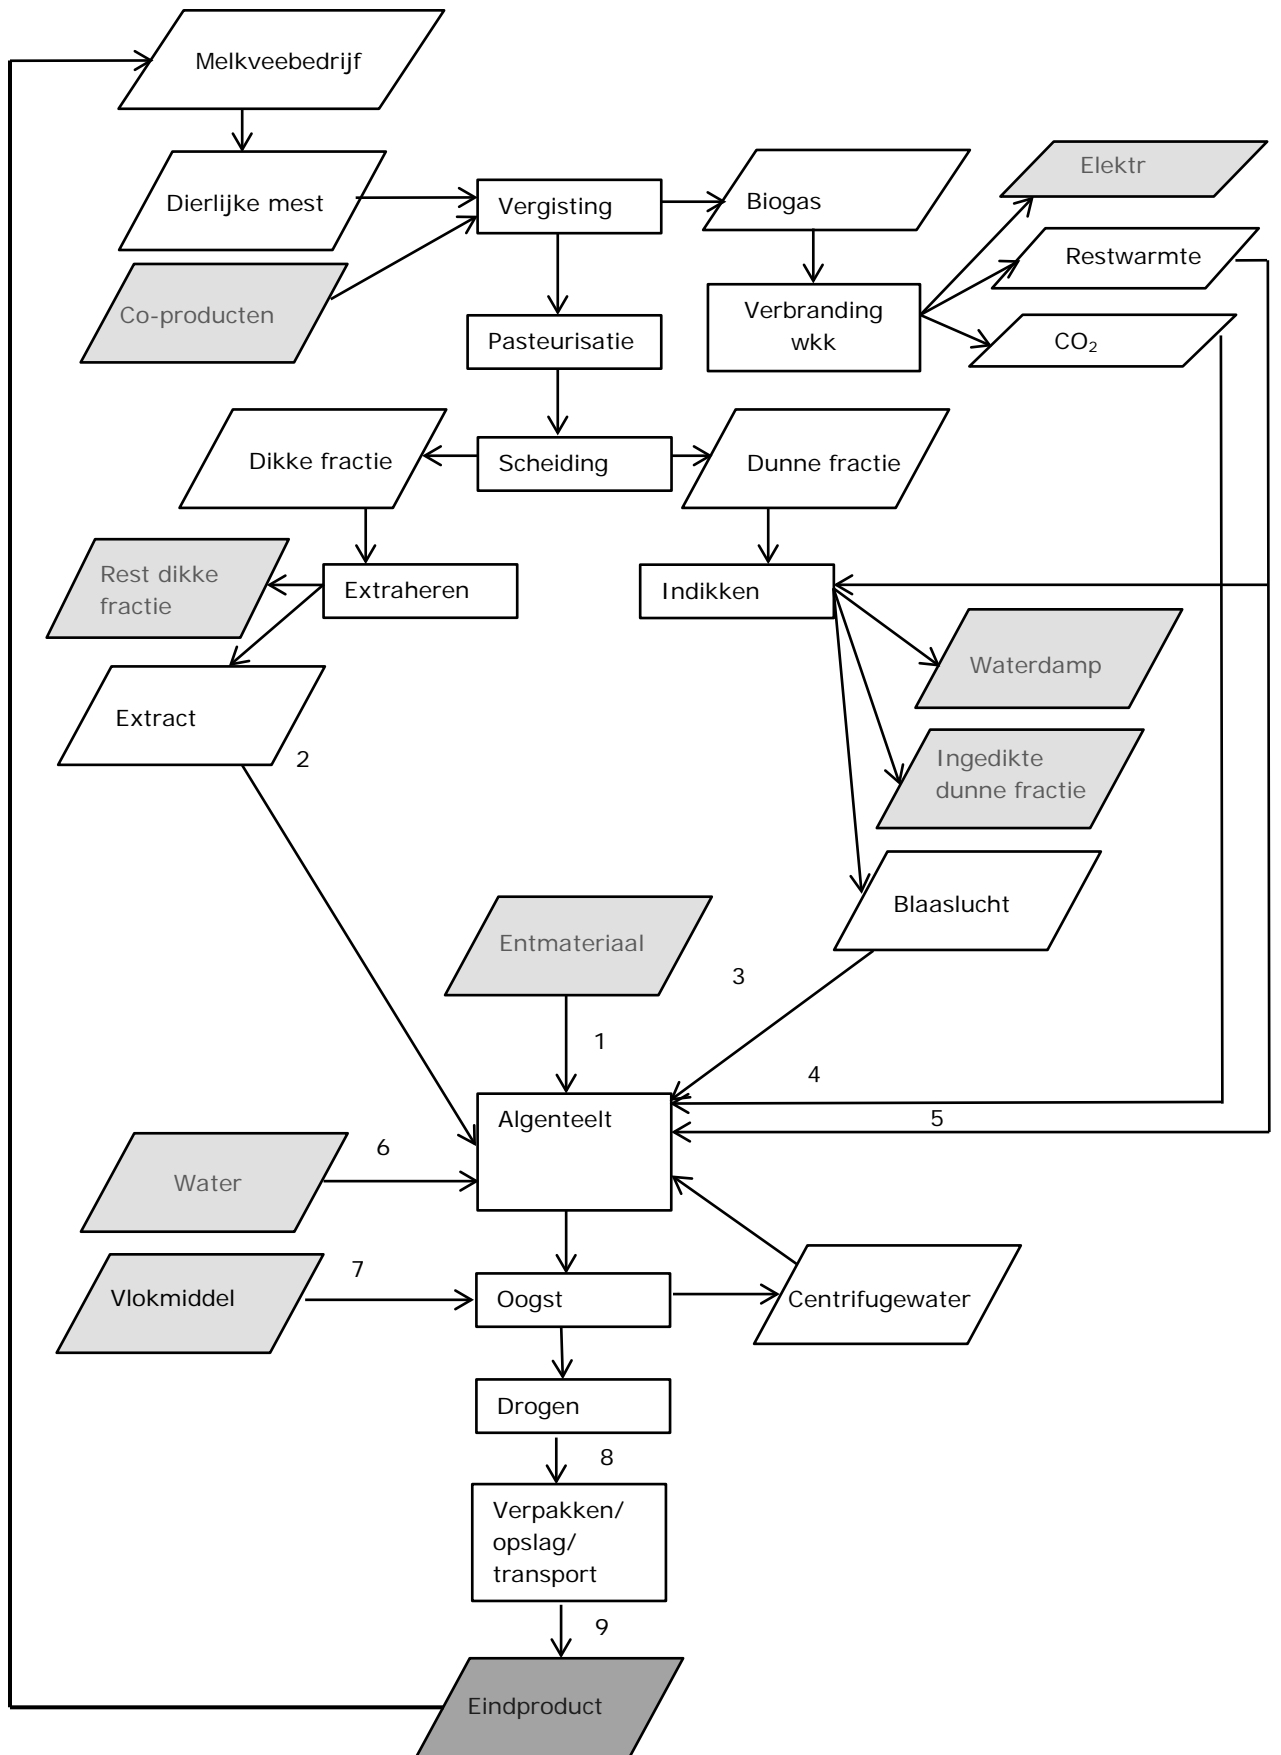 Melkveebedrijf
Elektr
Dierlijke mest
Vergisting
Biogas
Restwarmte
Co-producten
Verbranding
wkk
CO₂
Pasteurisatie
Dikke fractie
Scheiding
Dunne fractie
Rest dikke
fractie
Extraheren
Indikken
Waterdamp
Extract
2
Ingedikte
dunne fractie
Blaaslucht
Entmateriaal
3
1
4
Algenteelt
5
6
Water
7
Vlokmiddel
Oogst
Centrifugewater
Drogen
8
Verpakken/
opslag/
transport
9
Eindproduct